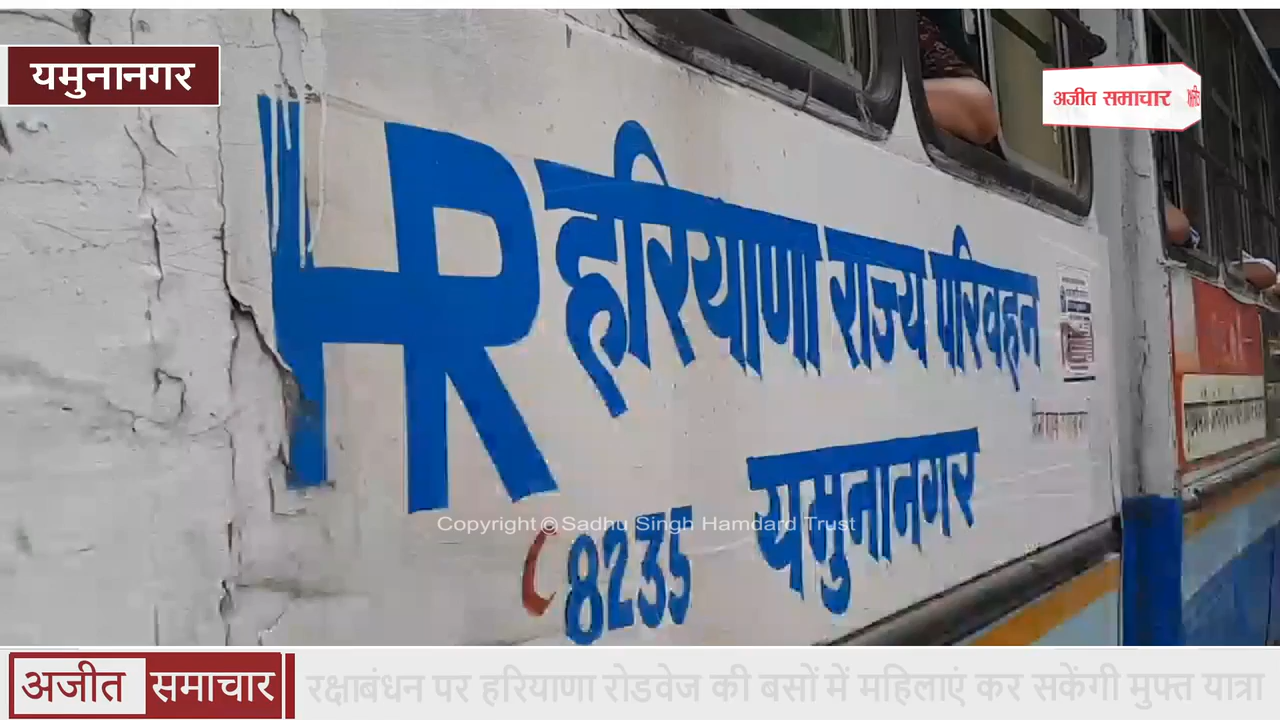 यमुनानगर
अजीत समाचार
HR हरियाणा राज्य परिवहन
यमुनानगर
8235
Copyright © Sadhu Singh Hamdard Trust
अजीत समाचार
रक्षाबंधन पर हरियाणा रोडवेज की बसों में महिलाएं कर सकेंगी मुफ्त यात्रा